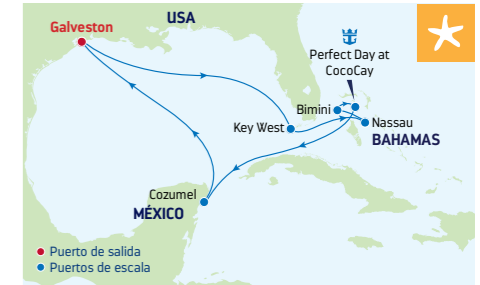 USA
Galveston
Perfect Day at
CocoCay
Bimini
Nassau
Key West
BAHAMAS
Cozumel
MÉXICO
Puerto de salida
Puertos de escala